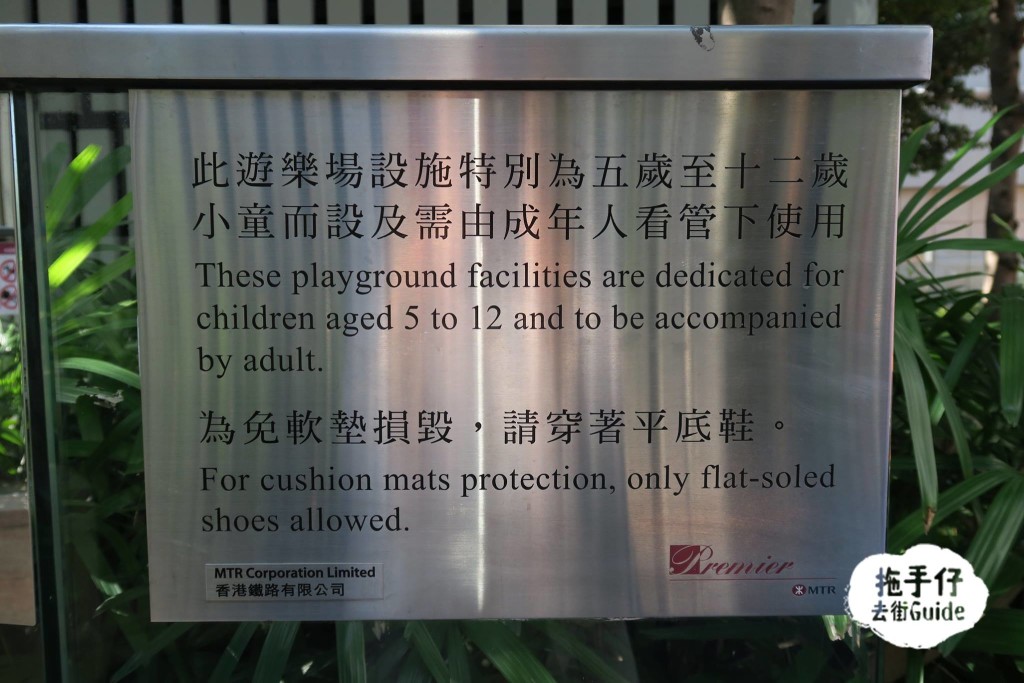 此遊樂場設施特別為五歲至十二歲
小童而設及需由成年人看管下使用
These playground facilities are dedicated for
children aged 5 to 12 and to be accompanied
by adult.
為免軟墊損毀，請穿著平底鞋。
For cushion mats protection, only flat-soled
shoes allowed.
MTR Corporation Limited
香港鐵路有限公司
Premier
MTR
拖手仔
去街Guide